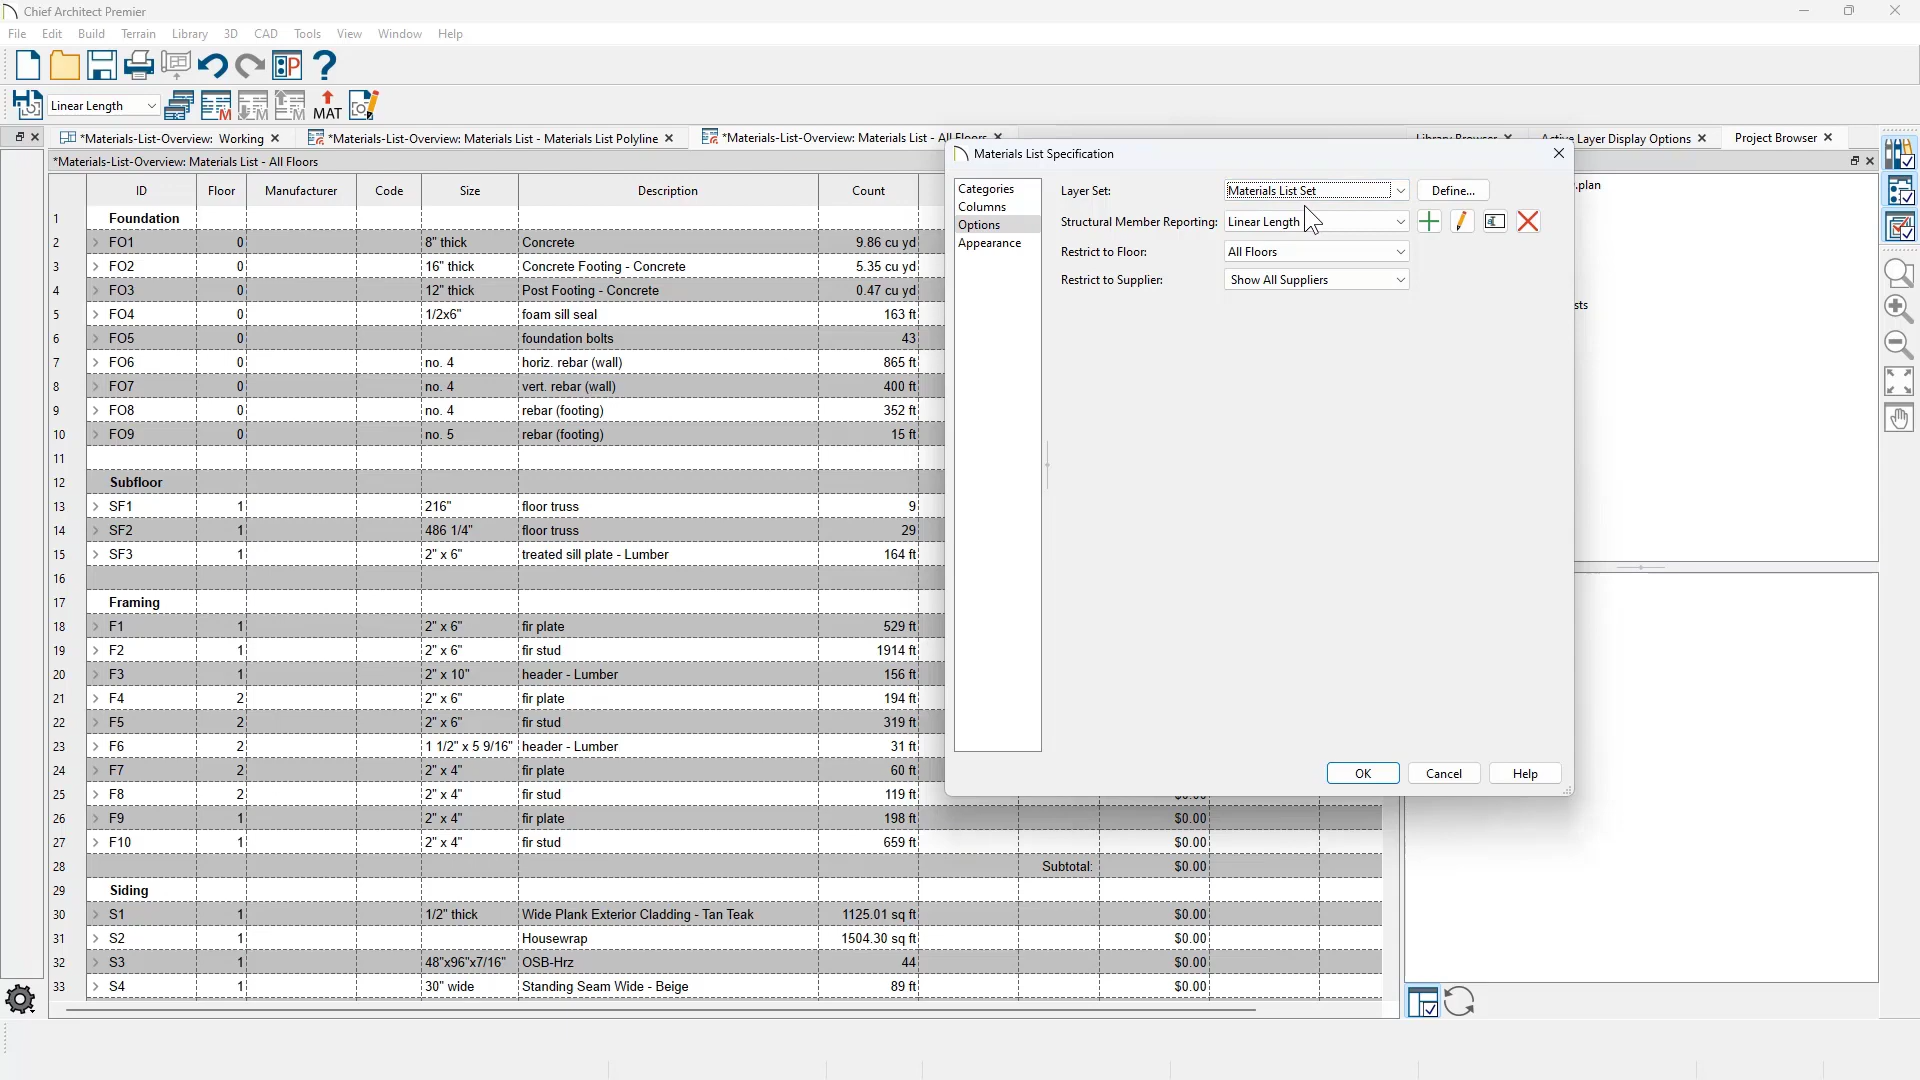 Chief Architect Premier
File Edit Build Terrain Library 3D CAD Tools View Window Help
Linear Length MAT
*Materials-List-Overview: Working *Materials-List-Overview: Materials List - Materials List Polyline *Materials-List-Overview: Materials List - All Floors Library Browser Active Layer Display Options Project Browser
*Materials-List-Overview: Materials List - All Floors
ID Floor Manufacturer Code Size Description Count
1 Foundation
2 FO1 0 8" thick Concrete 9.86 cu yd
3 FO2 0 16" thick Concrete Footing - Concrete 5.35 cu yd
4 FO3 0 12" thick Post Footing - Concrete 0.47 cu yd
5 FO4 0 1/2x6" foam sill seal 163 ft
6 FO5 0 foundation bolts 43
7 FO6 0 no. 4 horiz. rebar (wall) 865 ft
8 FO7 0 no. 4 vert. rebar (wall) 400 ft
9 FO8 0 no. 4 rebar (footing) 352 ft
10 FO9 0 no. 5 rebar (footing) 15 ft
11
12 Subfloor
13 SF1 1 216" floor truss 9
14 SF2 1 486 1/4" floor truss 29
15 SF3 1 2" x 6" treated sill plate - Lumber 164 ft
16
17 Framing
18 F1 1 2" x 6" fir plate 529 ft
19 F2 1 2" x 6" fir stud 1914 ft
20 F3 1 2" x 10" header - Lumber 156 ft
21 F4 2 2" x 6" fir plate 194 ft
22 F5 2 2" x 6" fir stud 319 ft
23 F6 2 1 1/2" x 5 9/16" header - Lumber 31 ft
24 F7 2 2" x 4" fir plate 60 ft
25 F8 2 2" x 4" fir stud 119 ft
26 F9 1 2" x 4" fir plate 198 ft $0.00
27 F10 1 2" x 4" fir stud 659 ft $0.00
28 Subtotal: $0.00
29 Siding
30 S1 1 1/2" thick Wide Plank Exterior Cladding - Tan Teak 1125.01 sq ft $0.00
31 S2 1 Housewrap 1504.30 sq ft $0.00
32 S3 1 48"x96"x7/16" OSB-Hrz 44 $0.00
33 S4 1 30" wide Standing Seam Wide - Beige 89 ft $0.00
Materials List Specification
Categories
Columns
Options
Appearance
Layer Set: Materials List Set Define...
Structural Member Reporting: Linear Length
Restrict to Floor: All Floors
Restrict to Supplier: Show All Suppliers
OK Cancel Help
.plan
sts